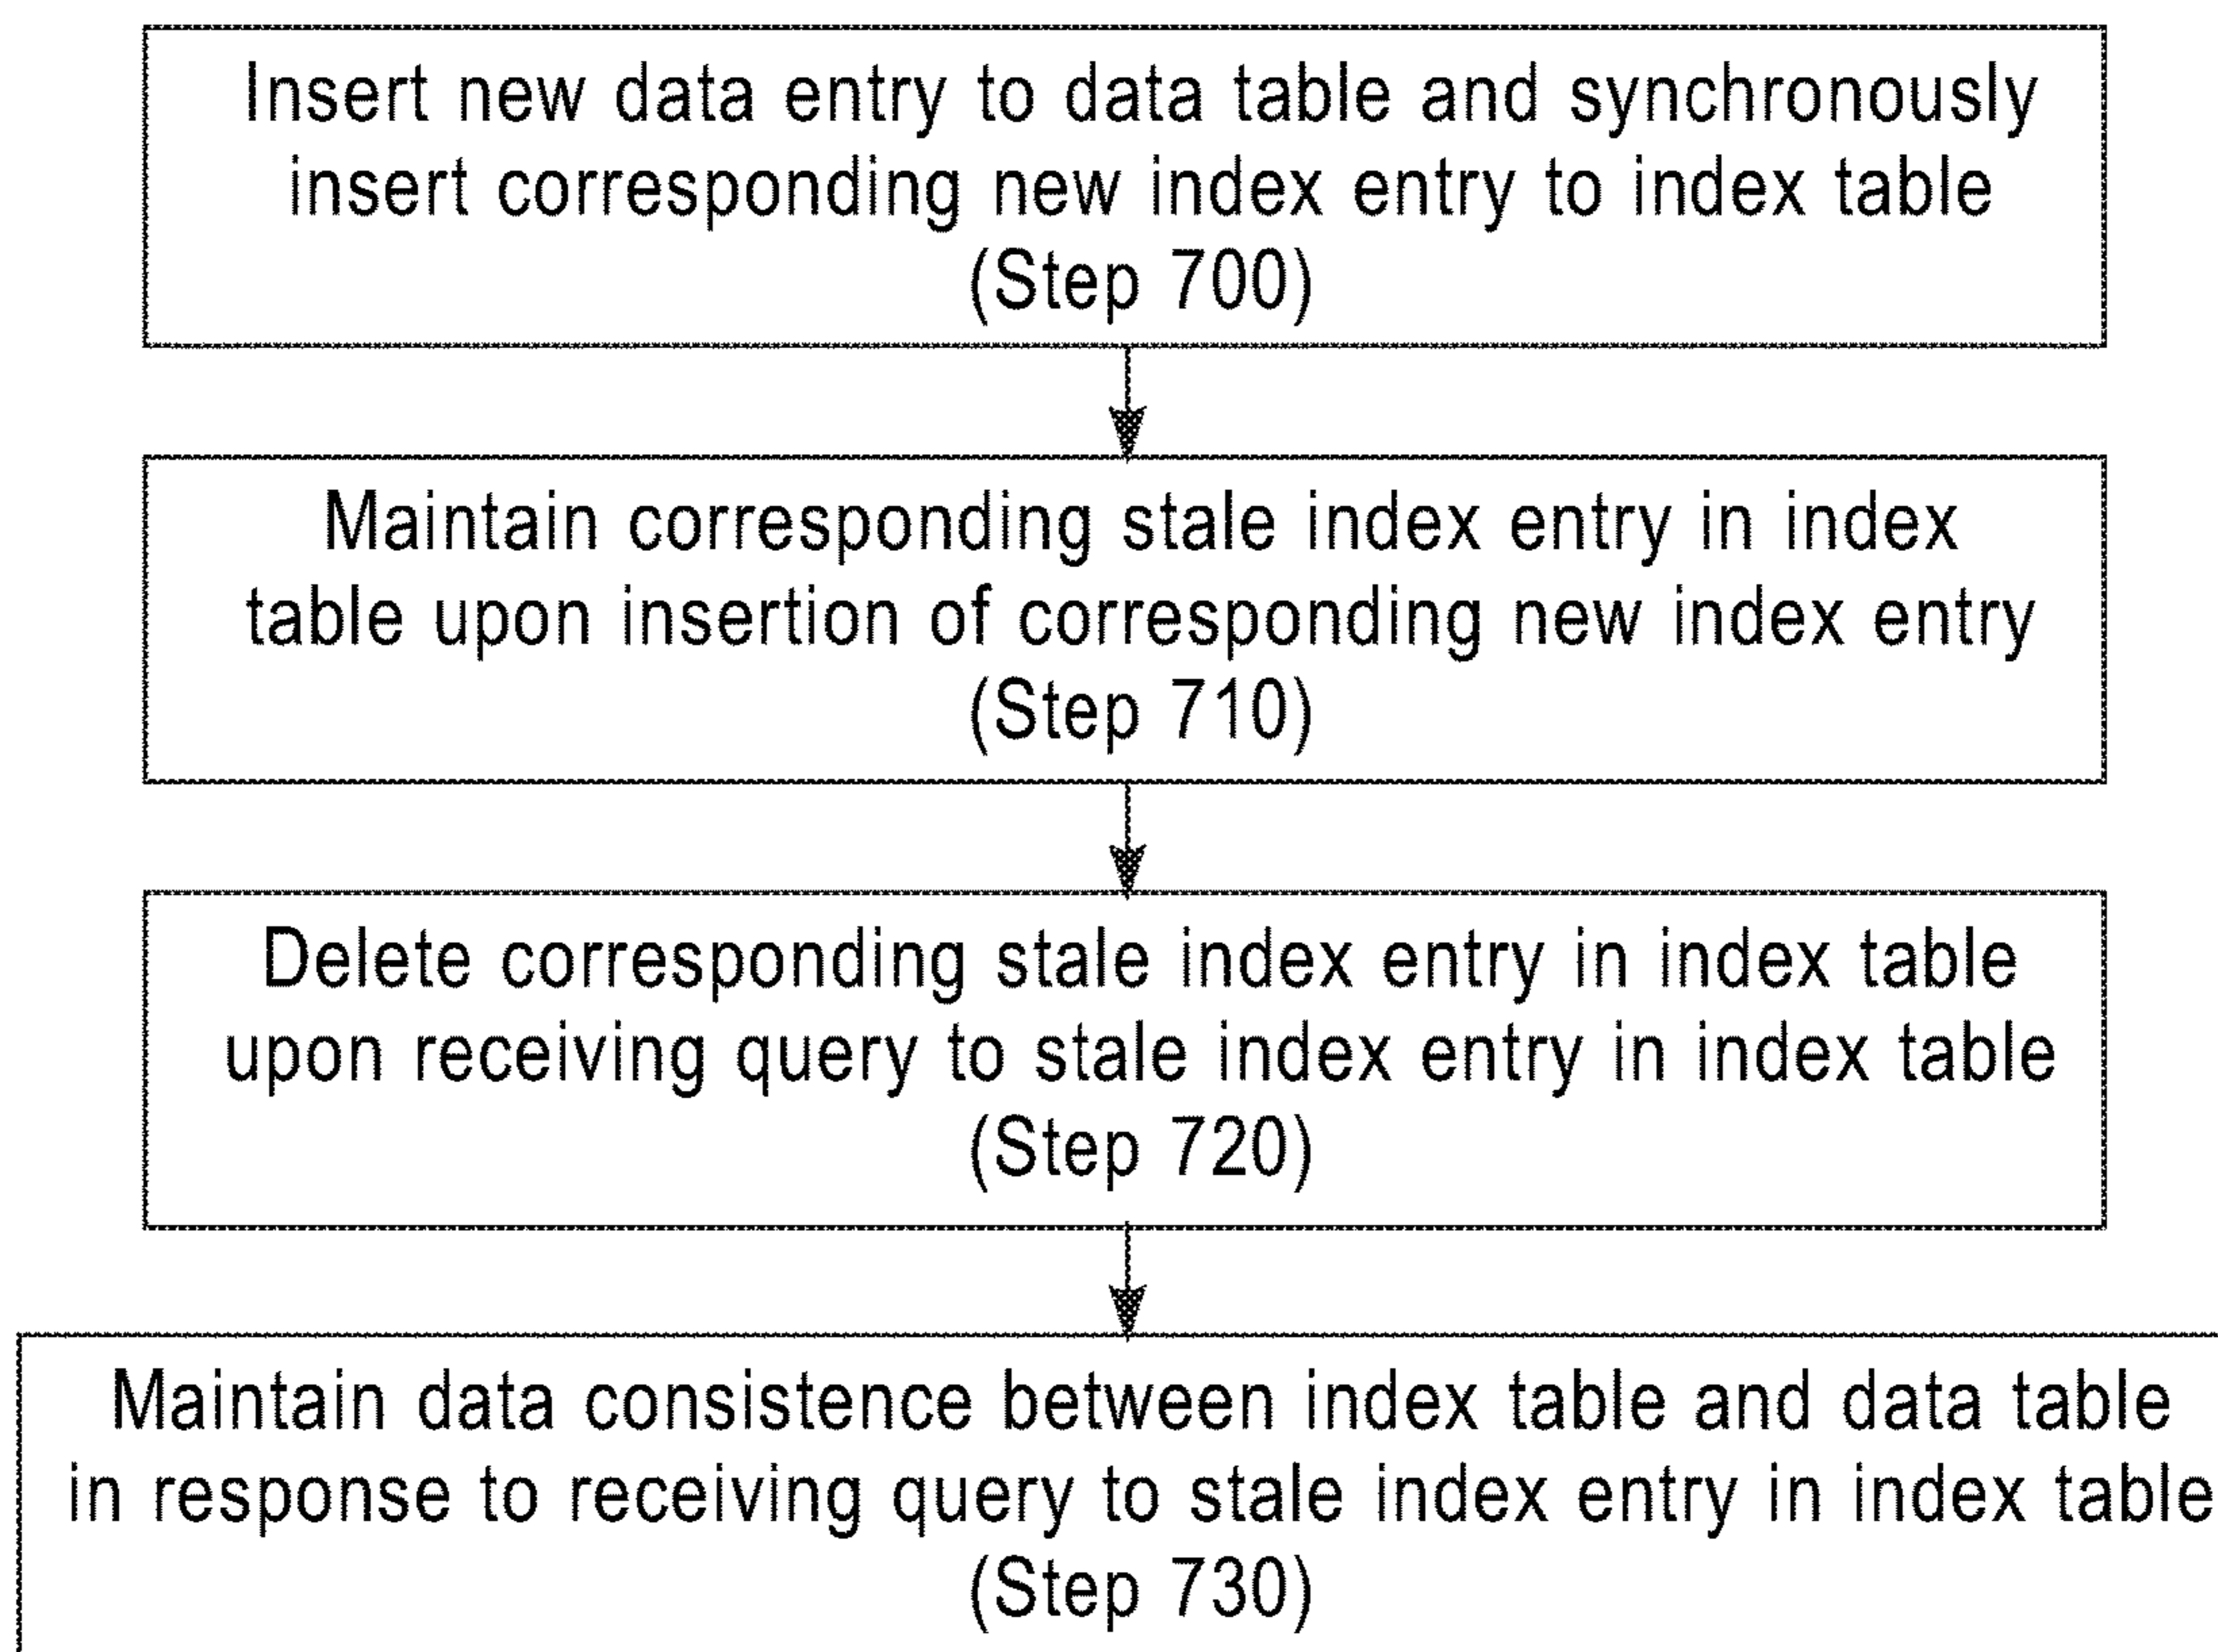 Insert new data entry to data table and synchronously
insert corresponding new index entry to index table
(Step 700)
Maintain corresponding stale index entry in index
table upon insertion of corresponding new index entry
(Step 710)
Delete corresponding stale index entry in index table
upon receiving query to stale index entry in index table
(Step 720)
Maintain data consistence between index table and data table
in response to receiving query to stale index entry in index table
(Step 730)